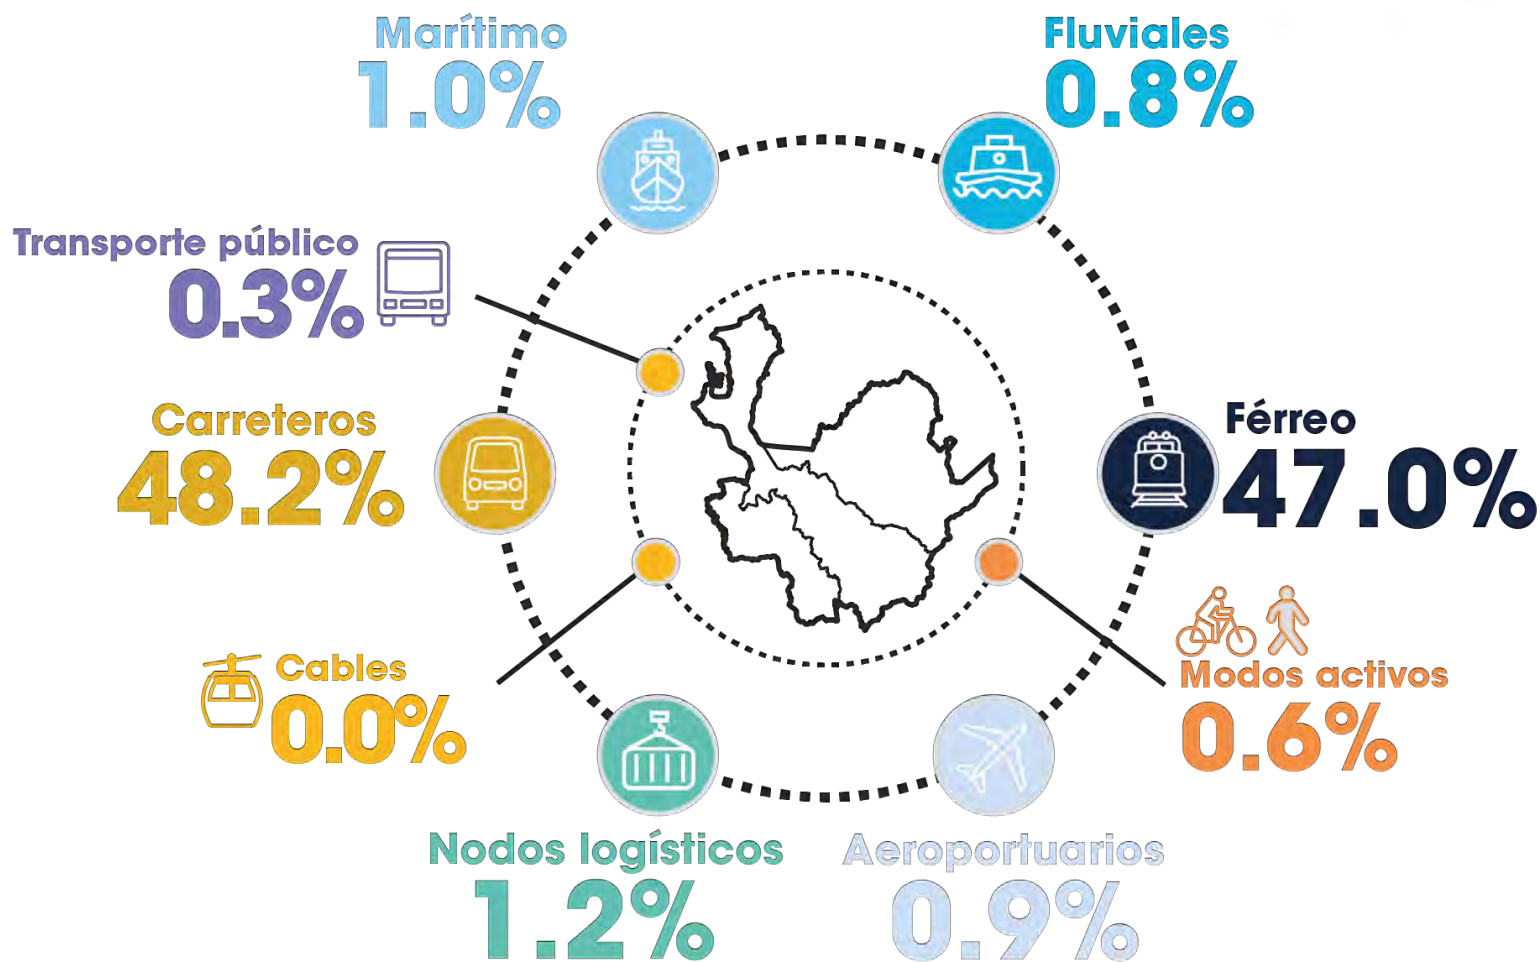 Marítimo
1.0%
Fluviales
0.8%
Transporte público
0.3%
Carreteros
48.2%
Férreo
47.0%
Cables
0.0%
Modos activos
0.6%
Nodos logísticos
1.2%
Aeroportuarios
0.9%